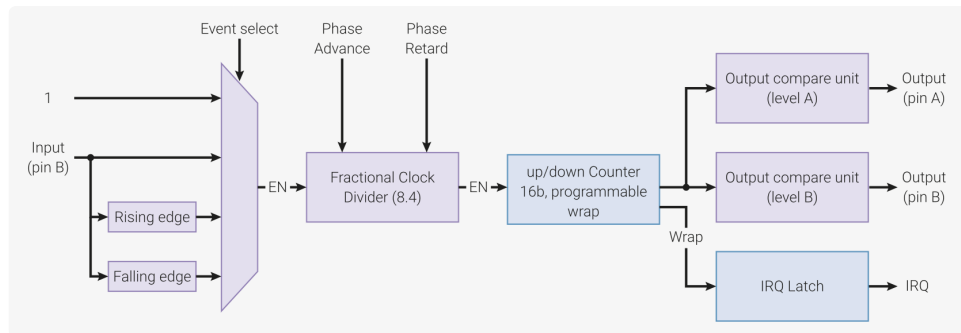 Event select
Phase
Advance
Phase
Retard
1
Input
(pin B)
Rising edge
Falling edge
EN
Fractional Clock
Divider (8.4)
EN
up/down Counter
16b, programmable
wrap
Wrap
Output compare unit
(level A)
Output
(pin A)
Output compare unit
(level B)
Output
(pin B)
IRQ Latch
IRQ